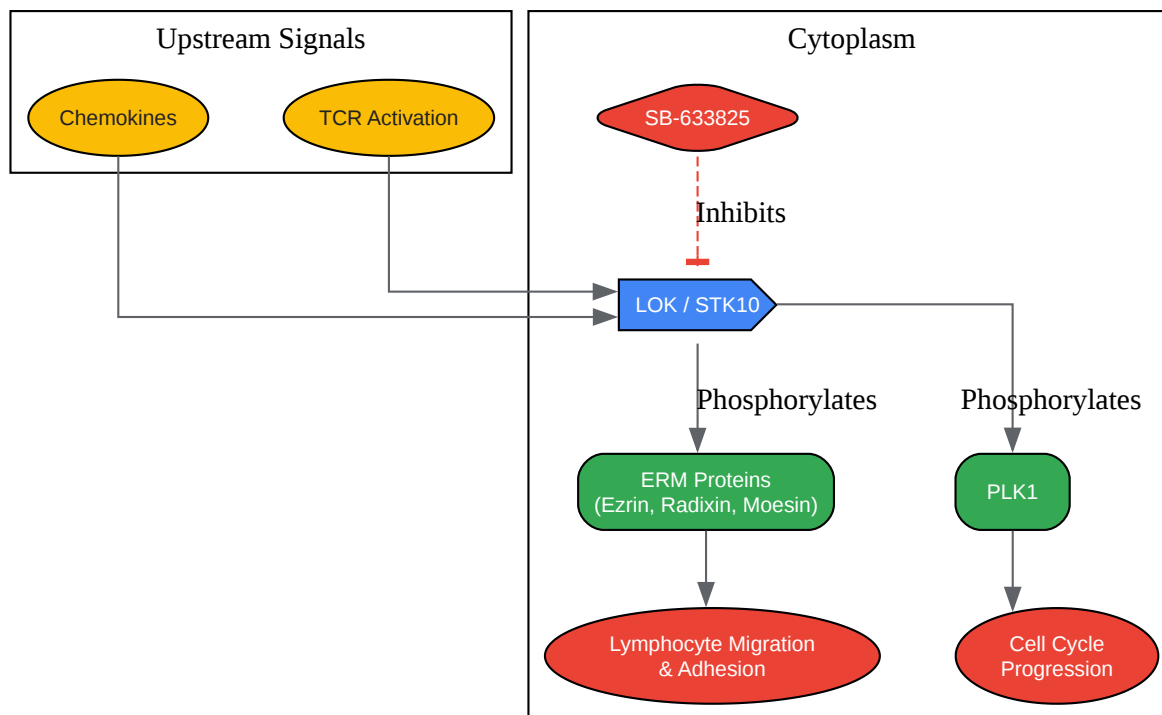 Upstream Signals
Cytoplasm
Chemokines
TCR Activation
SB-633825
Inhibits
LOK / STK10
Phosphorylates
Phosphorylates
ERM Proteins
(Ezrin, Radixin, Moesin)
PLK1
Lymphocyte Migration
& Adhesion
Cell Cycle
Progression